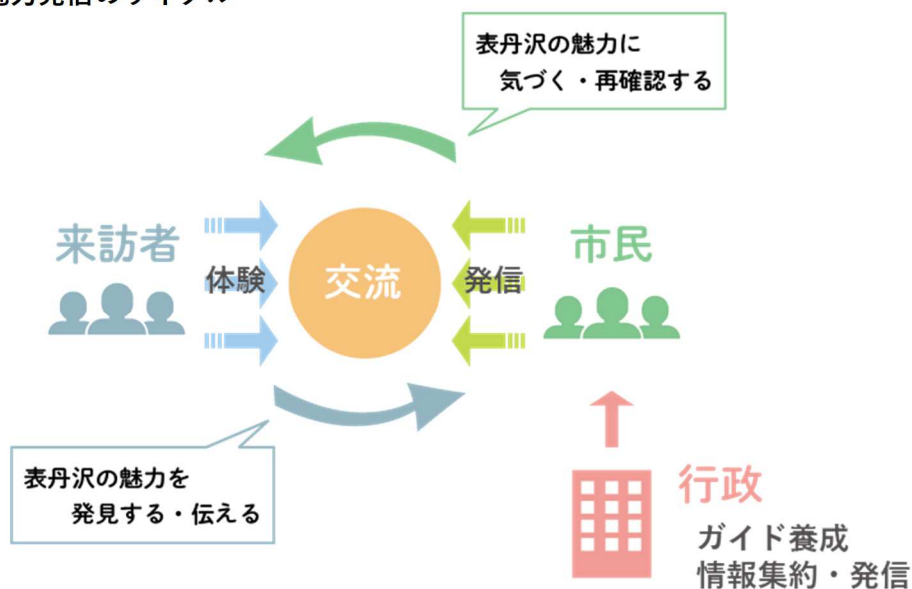 表丹沢の魅力に
気づく・再確認する
来訪者
体験
交流
発信
市民
表丹沢の魅力を
発見する・伝える
行政
ガイド養成
情報集約・発信